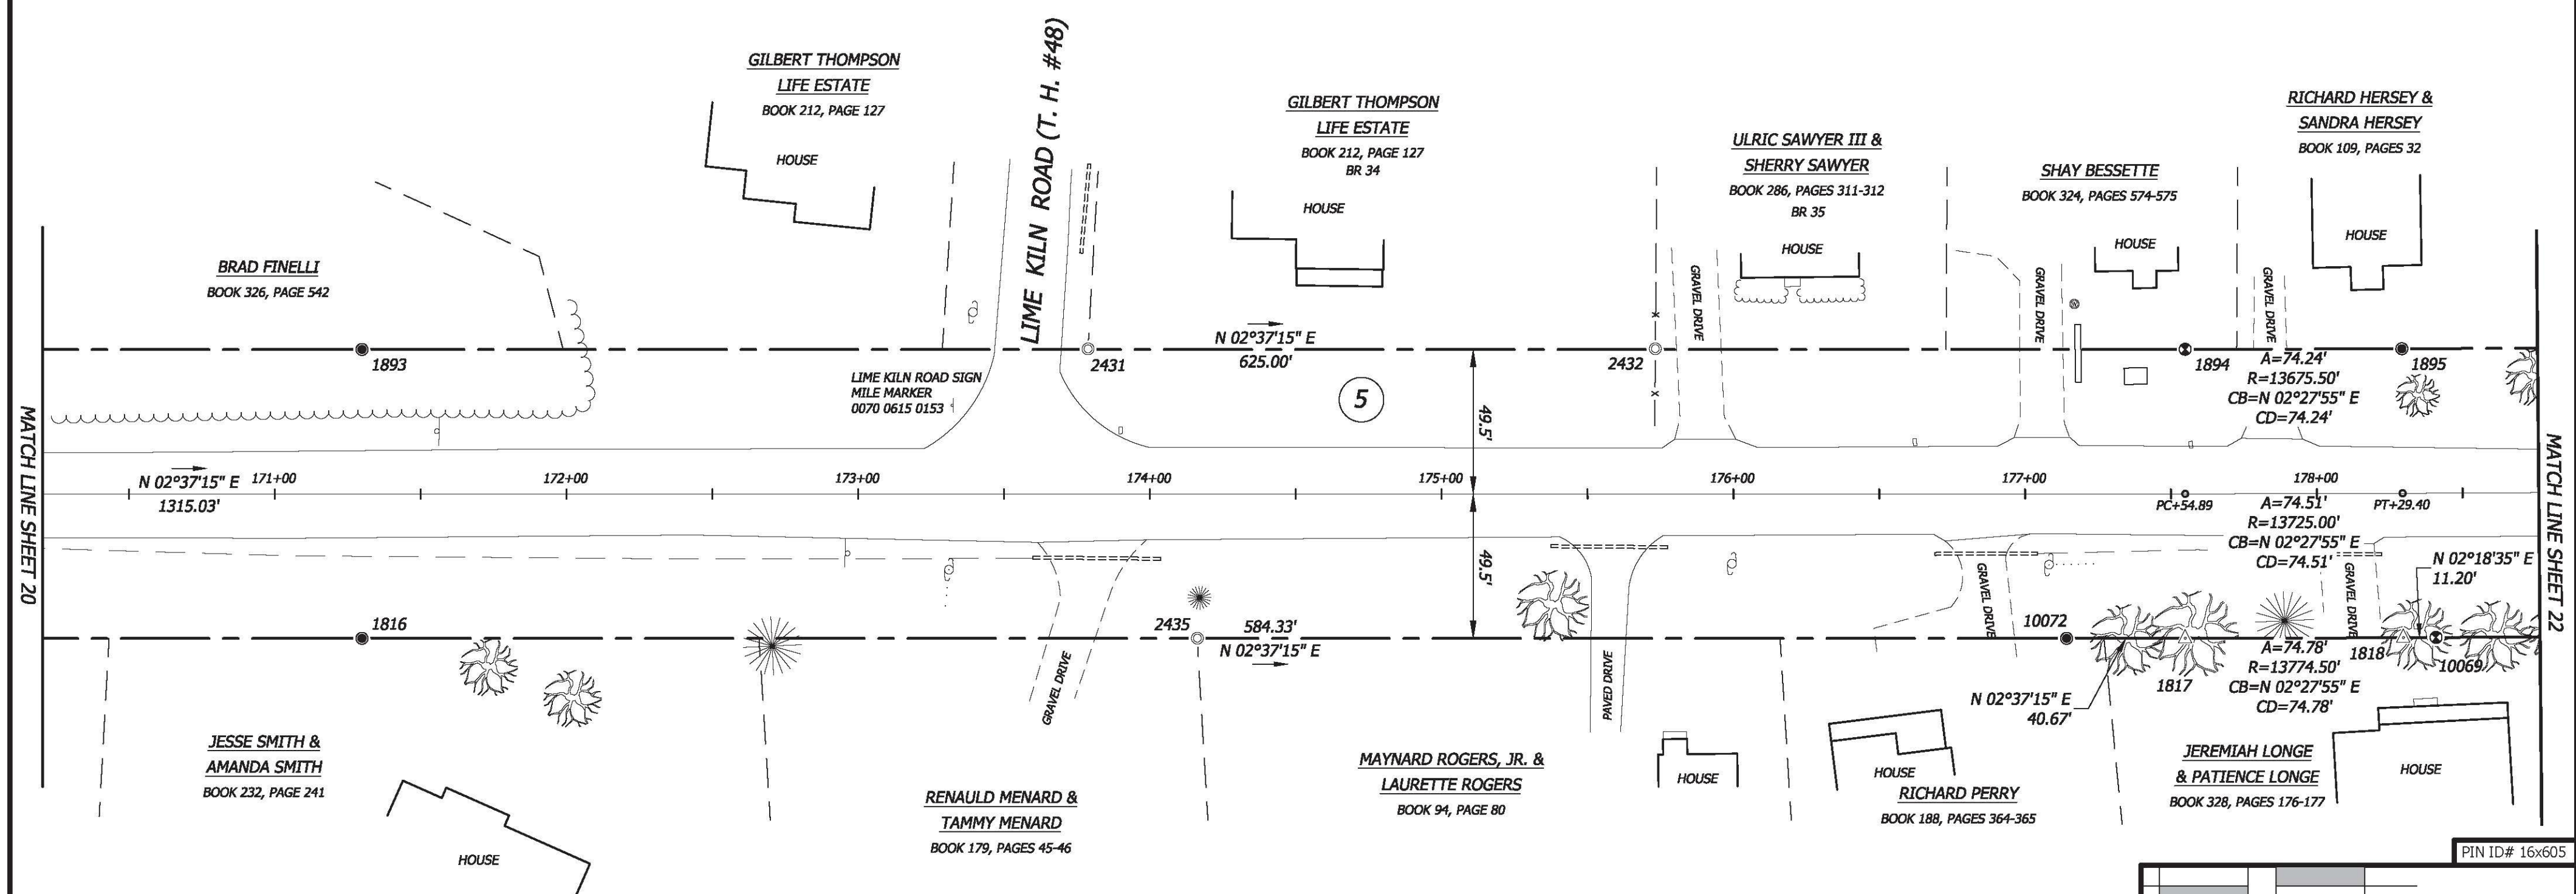 GILBERT THOMPSON
LIFE ESTATE
BOOK 212, PAGE 127
HOUSE
LIME KILN ROAD (T. H. #48)
GILBERT THOMPSON
LIFE ESTATE
BOOK 212, PAGE 127
BR 34
HOUSE
ULRIC SAWYER III &
SHERRY SAWYER
BOOK 286, PAGES 311-312
BR 35
HOUSE
SHAY BESSETTE
BOOK 324, PAGES 574-575
HOUSE
RICHARD HERSEY &
SANDRA HERSEY
BOOK 109, PAGES 32
HOUSE
BRAD FINELLI
BOOK 326, PAGE 542
GRAVEL DRIVE
GRAVEL DRIVE
GRAVEL DRIVE
1893
2431
N 02°37'15" E
625.00'
2432
1894
A=74.24'
R=13675.50'
CB=N 02°27'55" E
CD=74.24'
1895
LIME KILN ROAD SIGN
MILE MARKER
0070 0615 0153
5
49.5'
MATCH LINE SHEET 20
N 02°37'15" E
1315.03'
171+00
172+00
173+00
174+00
175+00
176+00
177+00
178+00
PC+54.89
PT+29.40
A=74.51'
R=13725.00'
CB=N 02°27'55" E
CD=74.51'
MATCH LINE SHEET 22
49.5'
N 02°18'35" E
11.20'
1816
2435
584.33'
N 02°37'15" E
10072
1817
1818
10069
A=74.78'
R=13774.50'
CB=N 02°27'55" E
CD=74.78'
N 02°37'15" E
40.67'
GRAVEL DRIVE
PAVED DRIVE
GRAVEL DRIVE
GRAVEL DRIVE
JESSE SMITH &
AMANDA SMITH
BOOK 232, PAGE 241
HOUSE
RENAULD MENARD &
TAMMY MENARD
BOOK 179, PAGES 45-46
MAYNARD ROGERS, JR. &
LAURETTE ROGERS
BOOK 94, PAGE 80
HOUSE
HOUSE
RICHARD PERRY
BOOK 188, PAGES 364-365
JEREMIAH LONGE
& PATIENCE LONGE
BOOK 328, PAGES 176-177
HOUSE
PIN ID# 16x605